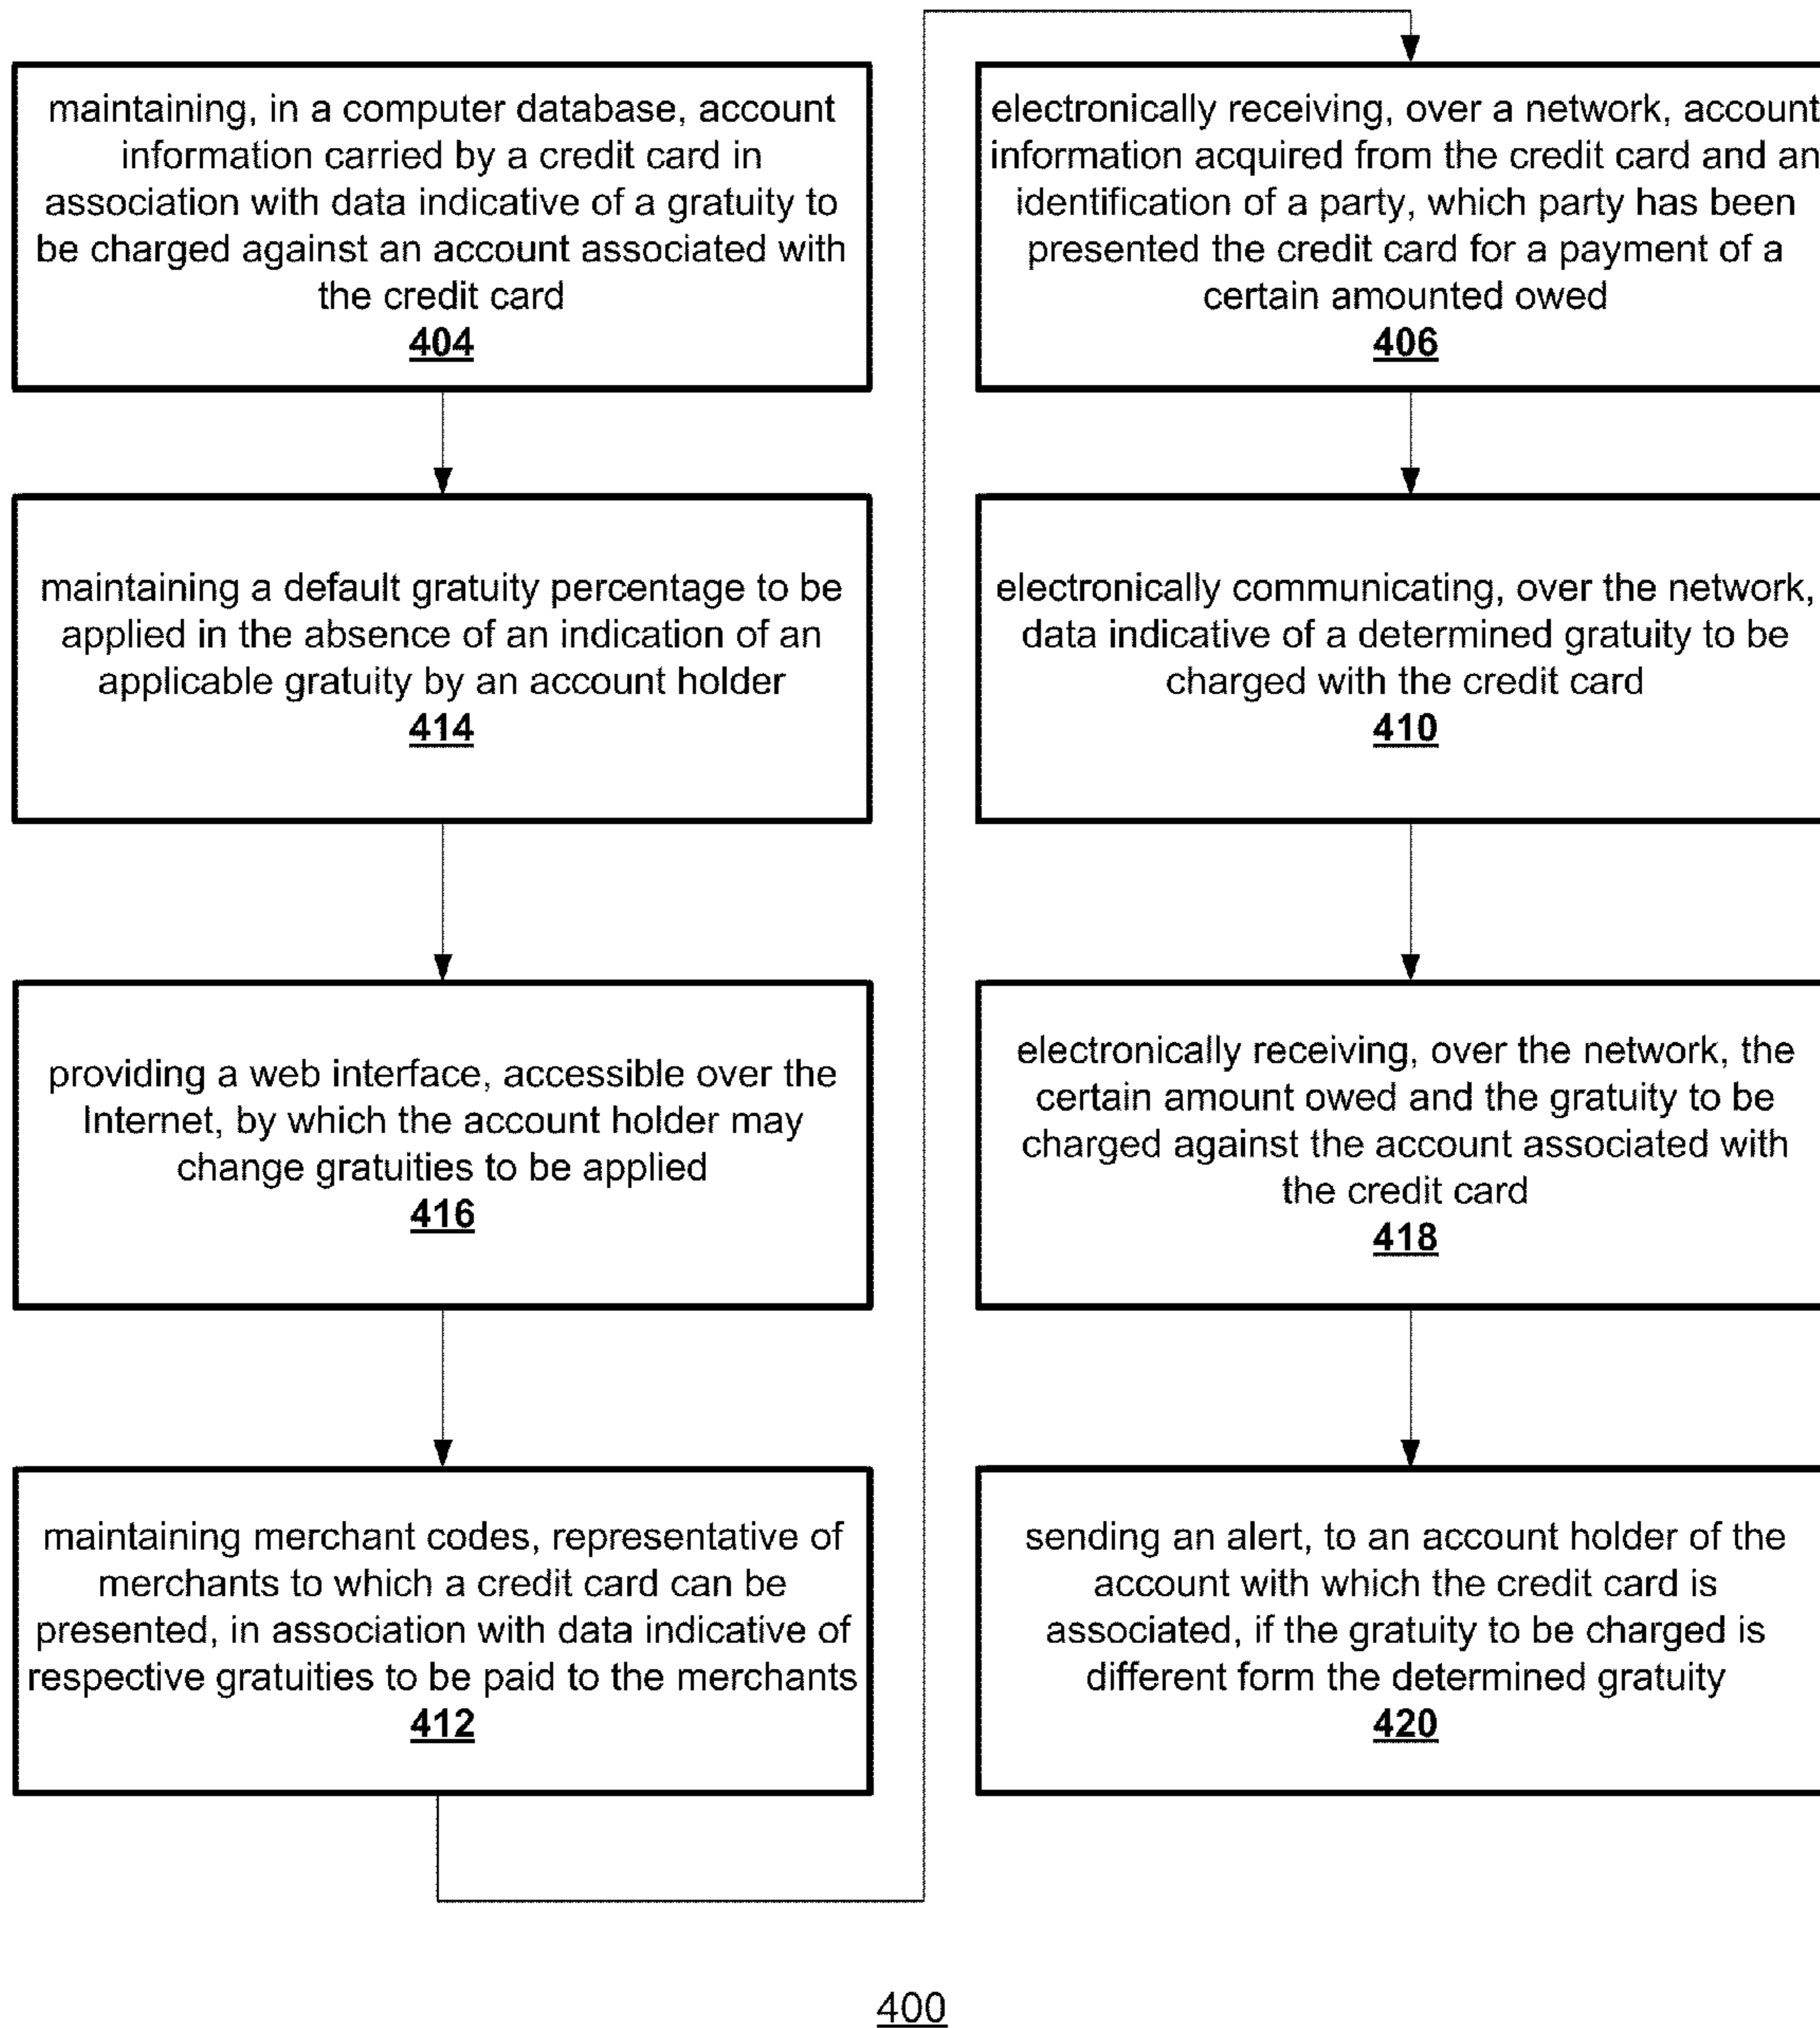 maintaining, in a computer database, account
information carried by a credit card in
association with data indicative of a gratuity to
be charged against an account associated with
the credit card
404
maintaining a default gratuity percentage to be
applied in the absence of an indication of an
applicable gratuity by an account holder
414
providing a web interface, accessible over the
Internet, by which the account holder may
change gratuities to be applied
416
maintaining merchant codes, representative of
merchants to which a credit card can be
presented, in association with data indicative of
respective gratuities to be paid to the merchants
412
electronically receiving, over a network, account
information acquired from the credit card and an
identification of a party, which party has been
presented the credit card for a payment of a
certain amounted owed
406
electronically communicating, over the network,
data indicative of a determined gratuity to be
charged with the credit card
410
electronically receiving, over the network, the
certain amount owed and the gratuity to be
charged against the account associated with
the credit card
418
sending an alert, to an account holder of the
account with which the credit card is
associated, if the gratuity to be charged is
different form the determined gratuity
420
400